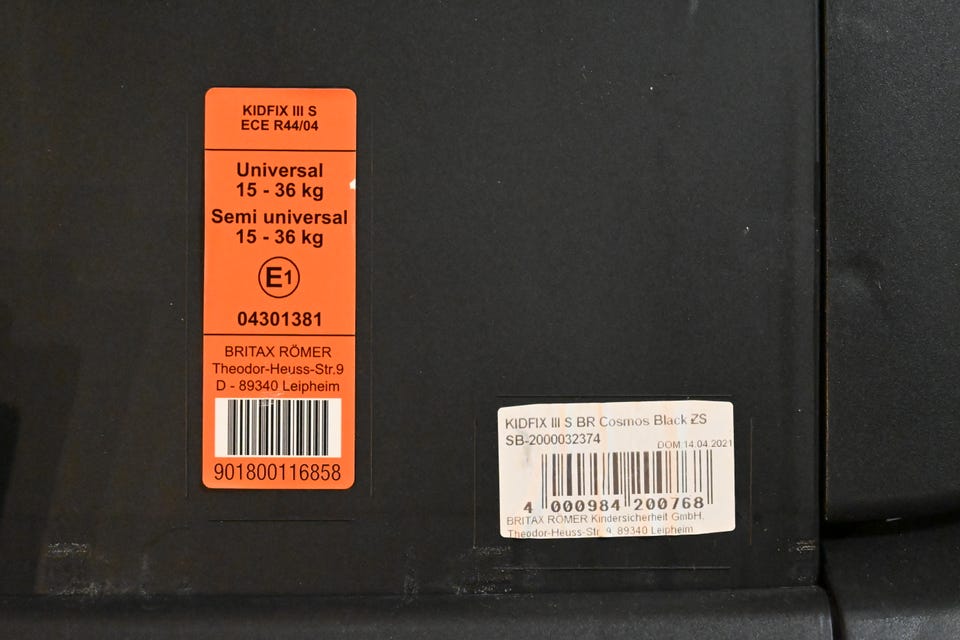 KIDFIX III S
ECE R44/04
Universal
15 - 36 kg
Semi universal
15 - 36 kg
E1
04301381
BRITAX RÖMER
Theodor-Heuss-Str.9
D - 89340 Leipheim
901800116858
KIDFIX III S BR Cosmos Black ZS
SB-2000032374
DOM:14.04.2021
4 000984 200768
BRITAX RÖMER Kindersicherheit GmbH.
Theodor-Heuss-Str. 9, 89340 Leipheim